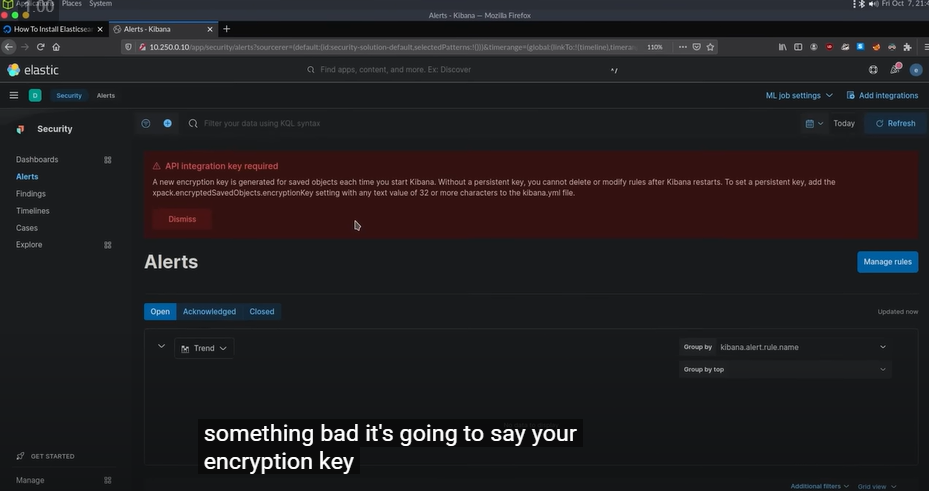 Applications Places System
1:00
Fri Oct 7, 21:4
Alerts - Kibana — Mozilla Firefox
How To Install Elasticsea
Alerts - Kibana
10.250.0.10/app/security/alerts?sourcerer=(default:(id:security-solution-default,selectedPatterns:!()))&timerange=(global:(linkTo:!(timeline),timeran
110%
elastic
Find apps, content, and more. Ex: Discover
*/
D
Security
Alerts
ML job settings
Add integrations
Security
Filter your data using KQL syntax
Today
Refresh
Dashboards
Alerts
Findings
Timelines
Cases
Explore
API integration key required
A new encryption key is generated for saved objects each time you start Kibana. Without a persistent key, you cannot delete or modify rules after Kibana restarts. To set a persistent key, add the
xpack.encryptedSavedObjects.encryptionKey setting with any text value of 32 or more characters to the kibana.yml file.
Dismiss
Alerts
Manage rules
Open
Acknowledged
Closed
Updated now
Trend
Group by
kibana.alert.rule.name
Group by top
something bad it's going to say your
encryption key
GET STARTED
Manage
Additional filters
Grid view